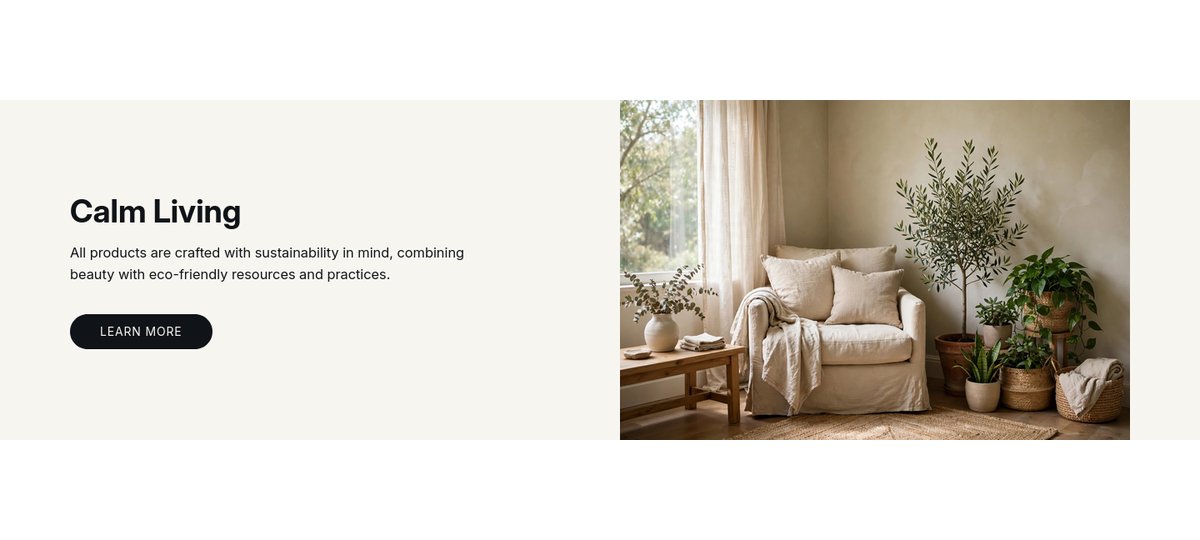 Calm Living
All products are crafted with sustainability in mind, combining
beauty with eco-friendly resources and practices.
LEARN MORE